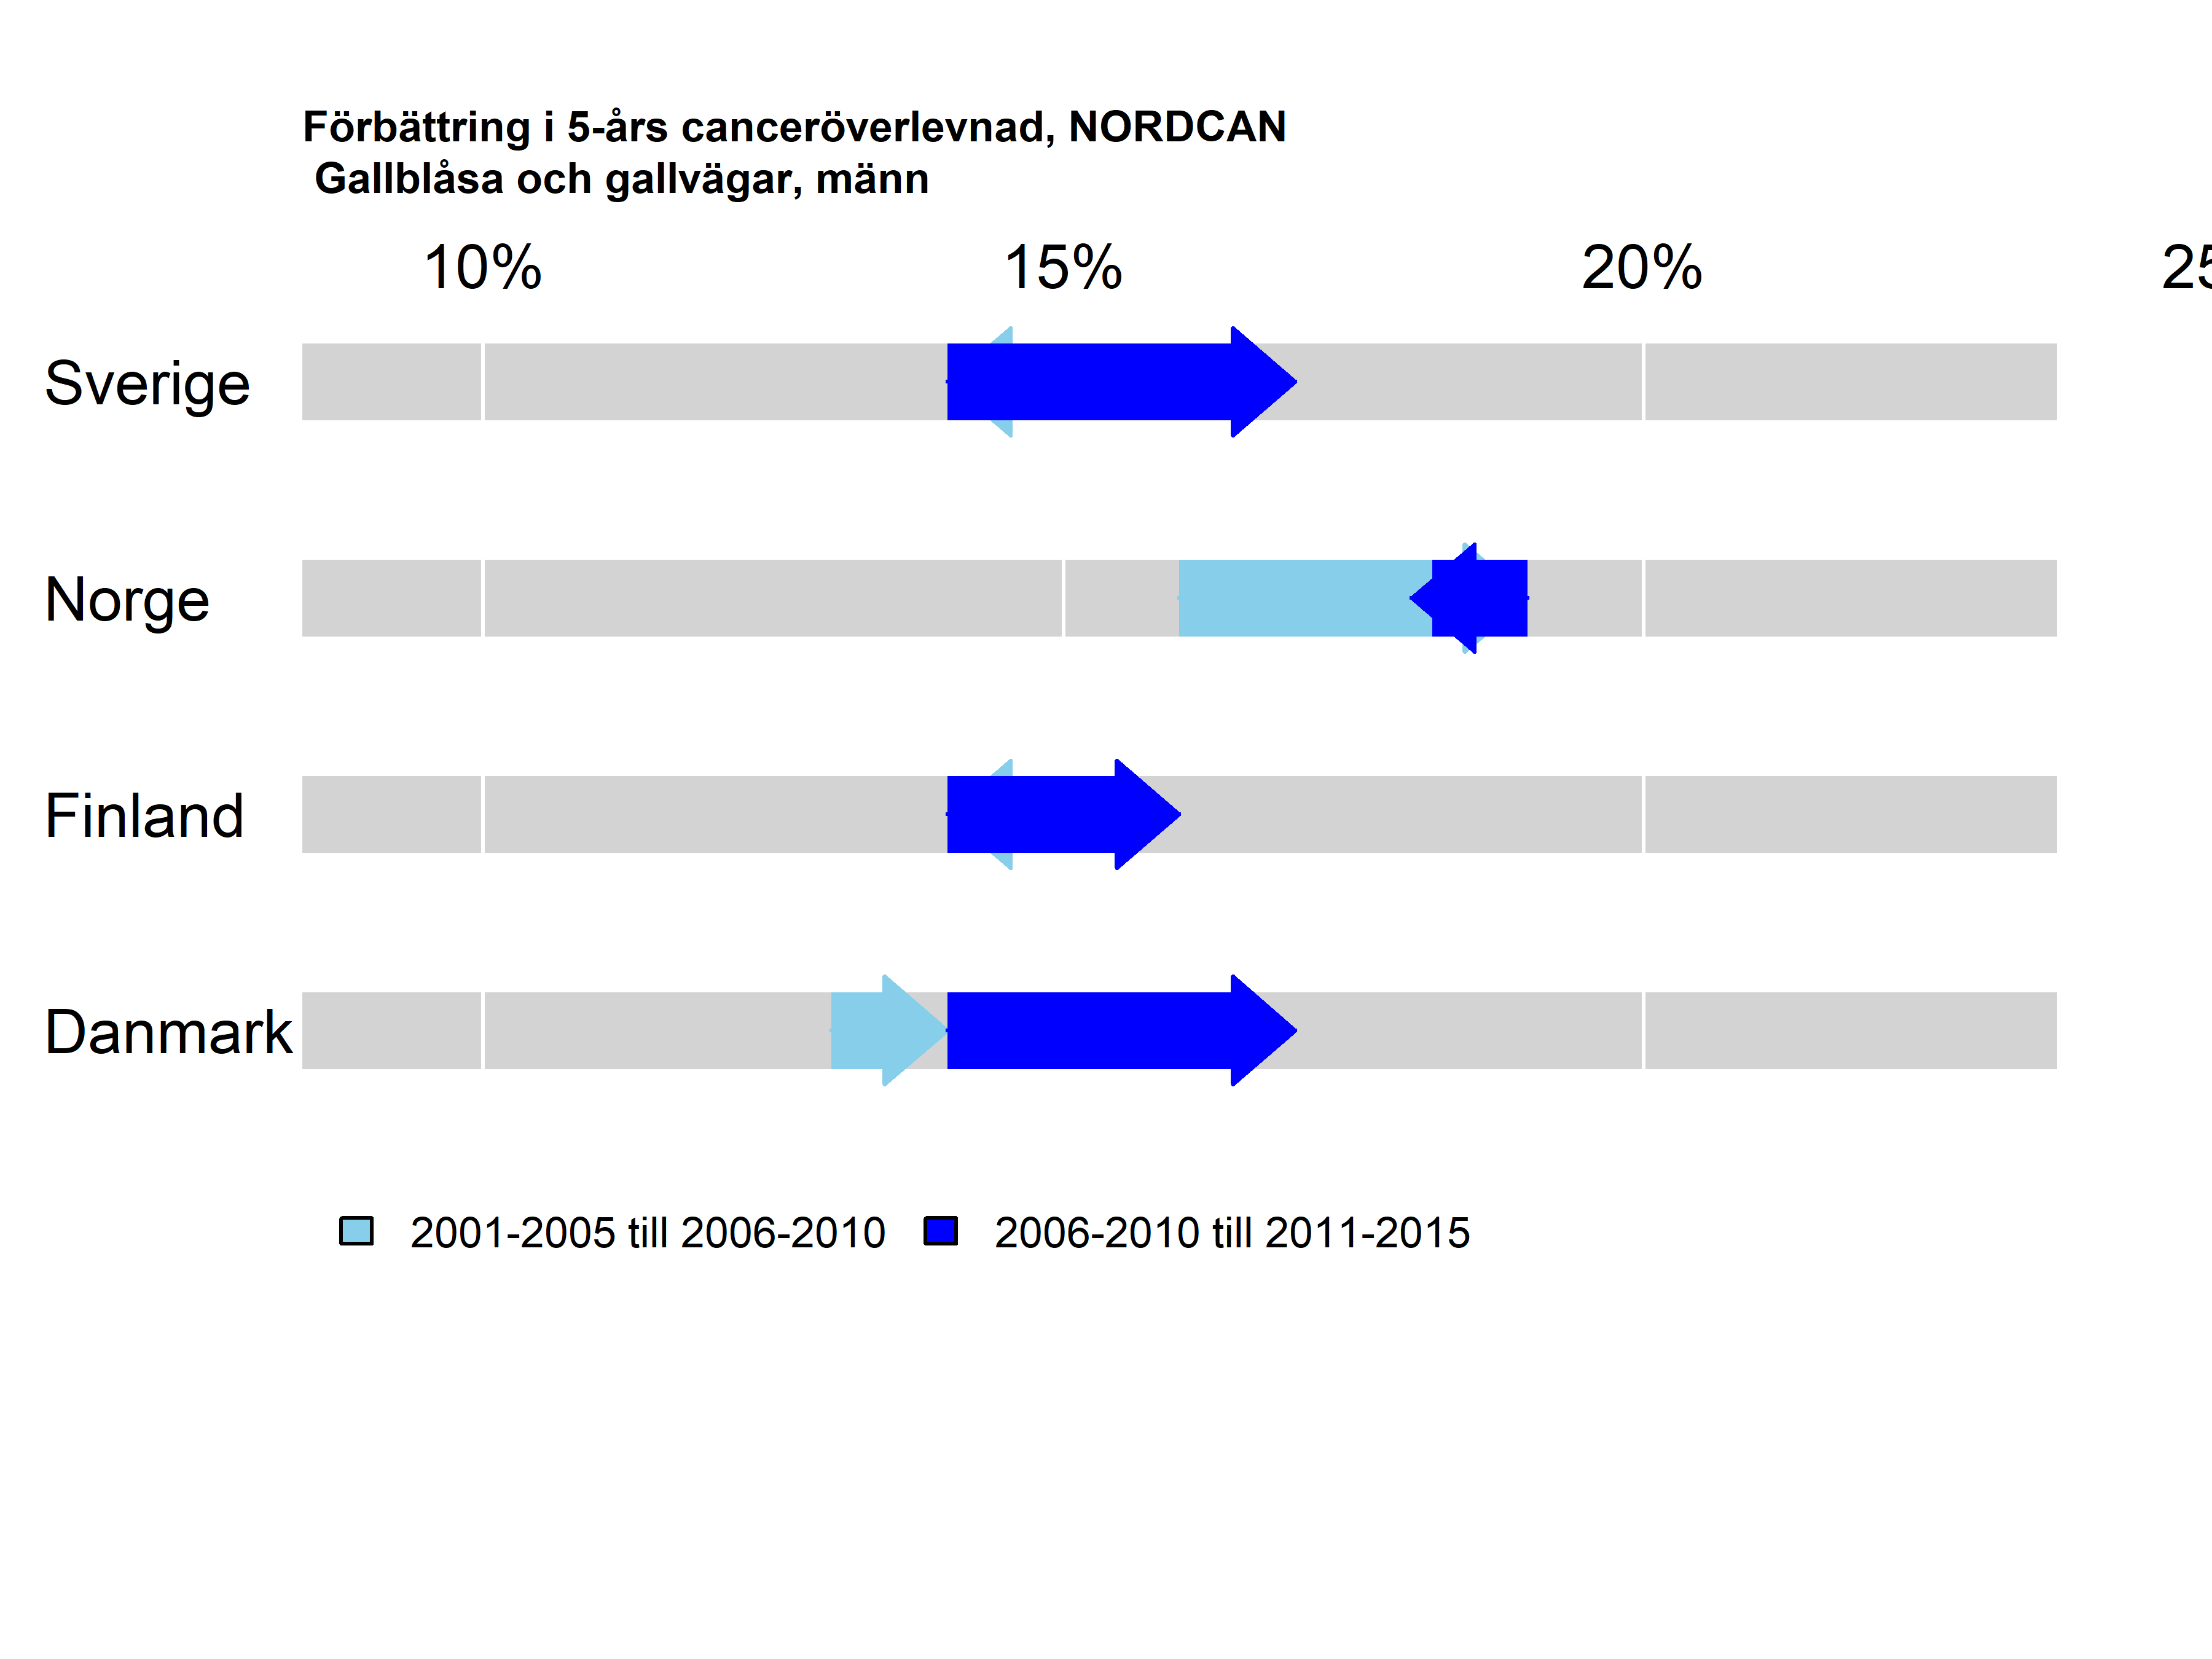 Förbättring i 5-års canceröverlevnad, NORDCAN
Gallblåsa och gallvägar, männ
10% 15% 20% 25
Sverige
Norge
Finland
Danmark
2001-2005 till 2006-2010 2006-2010 till 2011-2015